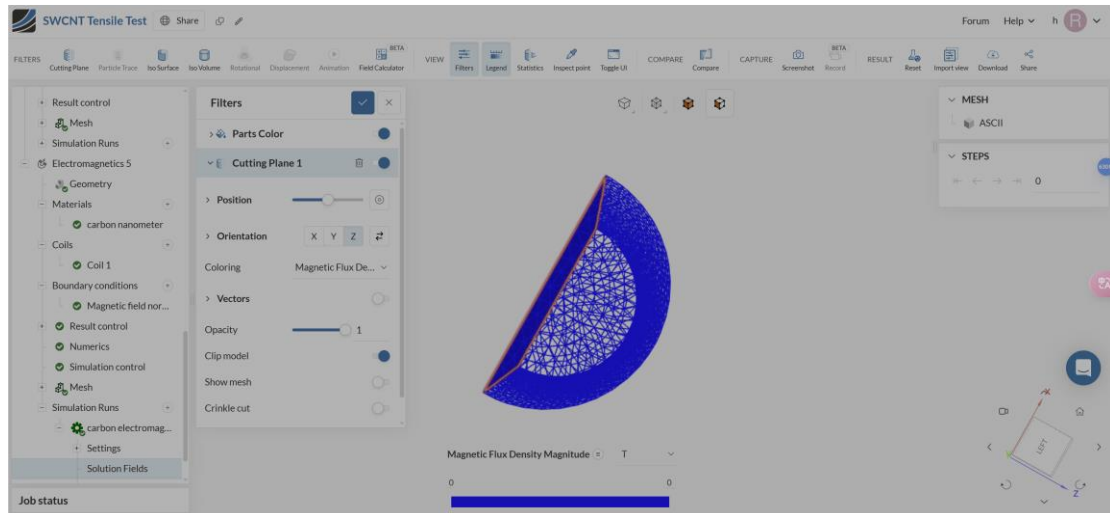 SWCNT Tensile Test Share Forum Help h R
FILTERS Cutting Plane Particle Trace Iso Surface Iso Volume Rotational Displacement Animation Field Calculator BETA VIEW Filters Legend Statistics Inspect point Toggle UI COMPARE Compare CAPTURE Screenshot BETA Record RESULT Reset Import view Download Share
Result control
Mesh
Simulation Runs
Electromagnetics 5
Geometry
Materials
carbon nanometer
Coils
Coil 1
Boundary conditions
Magnetic field nor...
Result control
Numerics
Simulation control
Mesh
Simulation Runs
carbon electromag...
Settings
Solution Fields
Job status
Filters
Parts Color
Cutting Plane 1
Position
Orientation X Y Z
Coloring Magnetic Flux De...
Vectors
Opacity 1
Clip model
Show mesh
Crinkle cut
Magnetic Flux Density Magnitude T
0 0
MESH
ASCII
STEPS
0
X
LEFT
Z